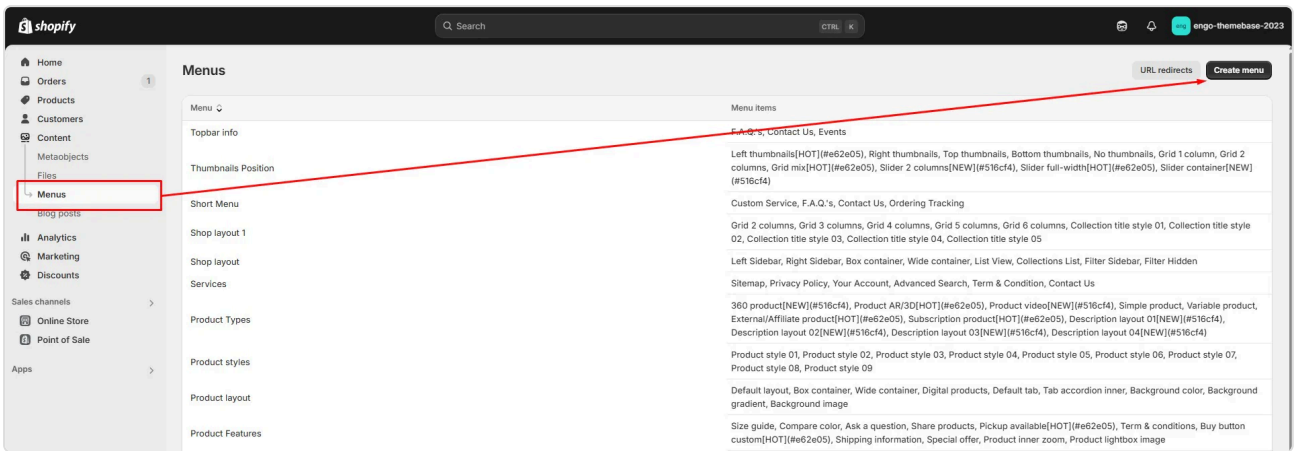 shopify
Search
CTRL K
eng
engo-themebase-2023
Home
Orders
1
Products
Customers
Content
Metaobjects
Files
Menus
Blog posts
Analytics
Marketing
Discounts
Sales channels
Online Store
Point of Sale
Apps
Menus
URL redirects
Create menu
Menu
Menu items
Topbar info
F.A.Q.'s, Contact Us, Events
Thumbnails Position
Left thumbnails[HOT](#e62e05), Right thumbnails, Top thumbnails, Bottom thumbnails, No thumbnails, Grid 1 column, Grid 2
columns, Grid mix[HOT](#e62e05), Slider 2 columns[NEW](#516cf4), Slider full-width[HOT](#e62e05), Slider container[NEW]
(#516cf4)
Short Menu
Custom Service, F.A.Q.'s, Contact Us, Ordering Tracking
Shop layout 1
Grid 2 columns, Grid 3 columns, Grid 4 columns, Grid 5 columns, Grid 6 columns, Collection title style 01, Collection title style
02, Collection title style 03, Collection title style 04, Collection title style 05
Shop layout
Left Sidebar, Right Sidebar, Box container, Wide container, List View, Collections List, Filter Sidebar, Filter Hidden
Services
Sitemap, Privacy Policy, Your Account, Advanced Search, Term & Condition, Contact Us
Product Types
360 product[NEW](#516cf4), Product AR/3D[HOT](#e62e05), Product video[NEW](#516cf4), Simple product, Variable product,
External/Affiliate product[HOT](#e62e05), Subscription product[HOT](#e62e05), Description layout 01[NEW](#516cf4),
Description layout 02[NEW](#516cf4), Description layout 03[NEW](#516cf4), Description layout 04[NEW](#516cf4)
Product styles
Product style 01, Product style 02, Product style 03, Product style 04, Product style 05, Product style 06, Product style 07,
Product style 08, Product style 09
Product layout
Default layout, Box container, Wide container, Digital products, Default tab, Tab accordion inner, Background color, Background
gradient, Background image
Product Features
Size guide, Compare color, Ask a question, Share products, Pickup available[HOT](#e62e05), Term & conditions, Buy button
custom[HOT](#e62e05), Shipping information, Special offer, Product inner zoom, Product lightbox image